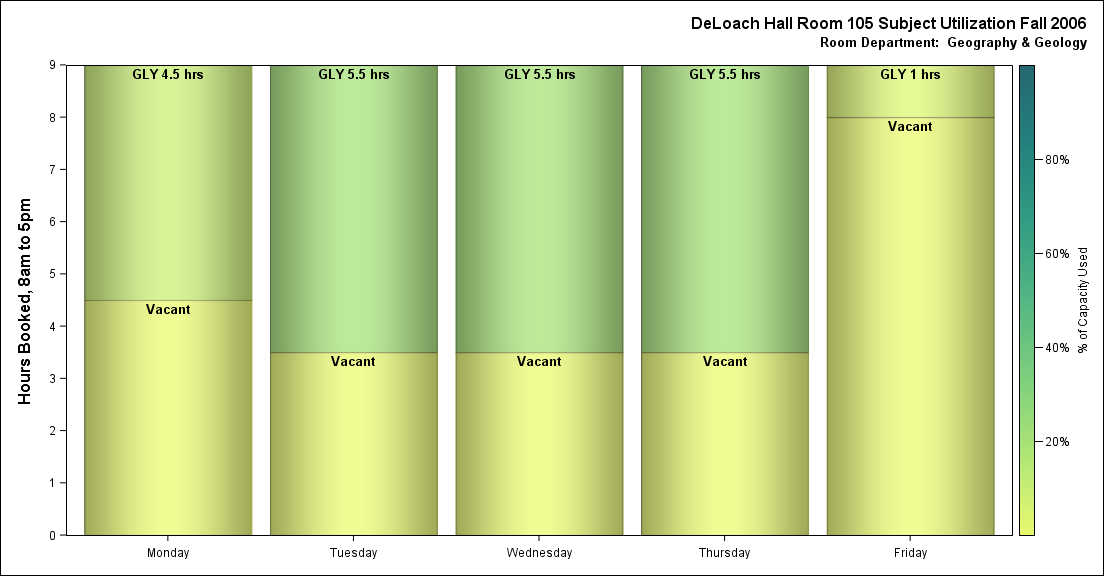 DeLoach Hall Room 105 Subject Utilization Fall 2006
Room Department: Geography & Geology
Hours Booked, 8am to 5pm
9
8
7
6
5
4
3
2
1
0
GLY 4.5 hrs
GLY 5.5 hrs
GLY 5.5 hrs
GLY 5.5 hrs
GLY 1 hrs
Vacant
Vacant
Vacant
Vacant
Vacant
Monday
Tuesday
Wednesday
Thursday
Friday
80%
60%
40%
20%
% of Capacity Used